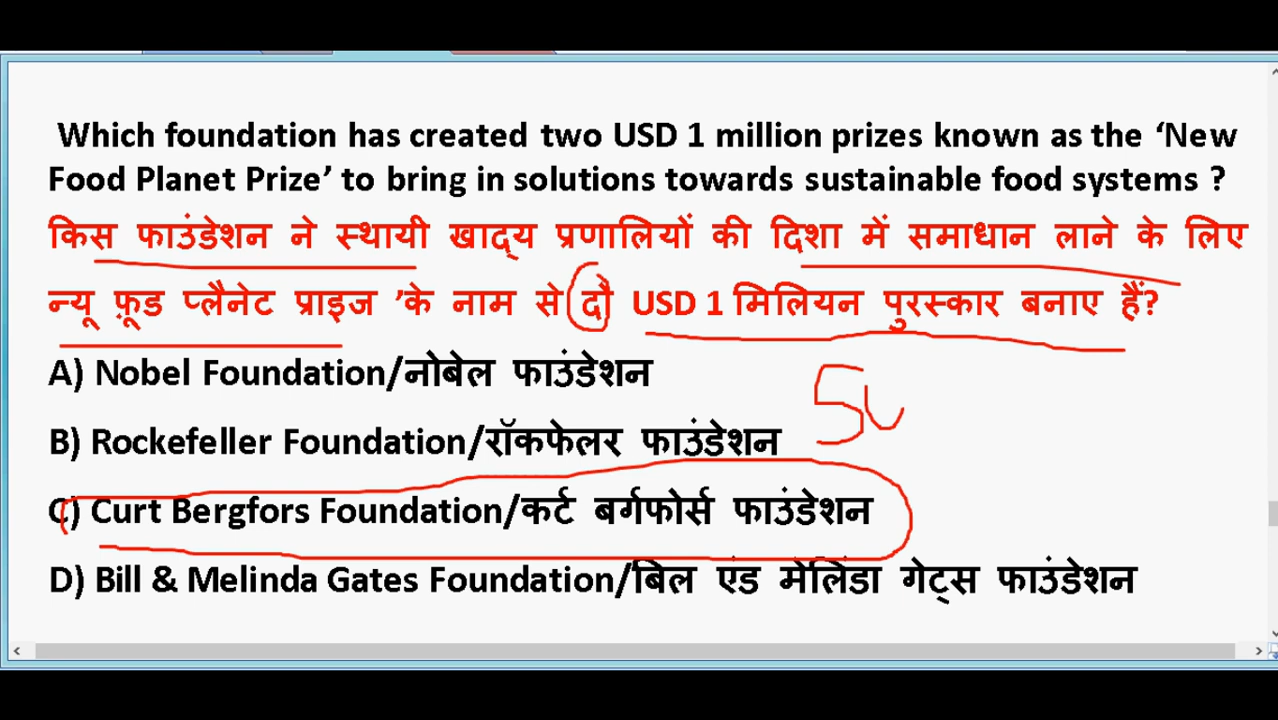 Which foundation has created two USD 1 million prizes known as the ‘New
Food Planet Prize’ to bring in solutions towards sustainable food systems ?
किस फाउंडेशन ने स्थायी खाद्य प्रणालियों की दिशा में समाधान लाने के लिए
न्यू फ़ूड प्लैनेट प्राइज ’के नाम से दो USD 1 मिलियन पुरस्कार बनाए हैं?
A) Nobel Foundation/नोबेल फाउंडेशन
B) Rockefeller Foundation/रॉकफेलर फाउंडेशन
C) Curt Bergfors Foundation/कर्ट बर्गफोर्स फाउंडेशन
D) Bill & Melinda Gates Foundation/बिल एंड मेलिंडा गेट्स फाउंडेशन